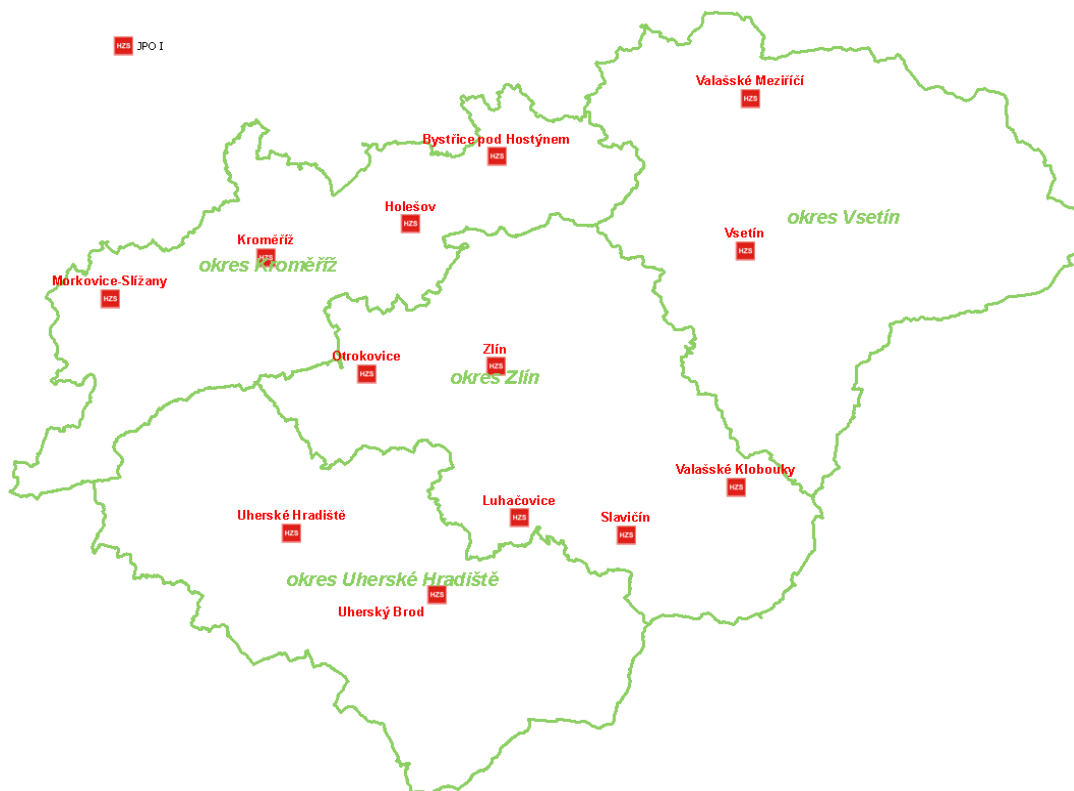 HZS JPO I
Valašské Meziříčí
HZS
Bystřice pod Hostýnem
HZS
Holešov
HZS
okres Vsetín
Vsetín
HZS
Kroměříž
HZS
okres Kroměříž
Morkovice-Slížany
HZS
Otrokovice
HZS
Zlín
HZS
okres Zlín
Valašské Klobouky
HZS
Luhačovice
HZS
Slavičín
HZS
Uherské Hradiště
HZS
okres Uherské Hradiště
HZS
Uherský Brod